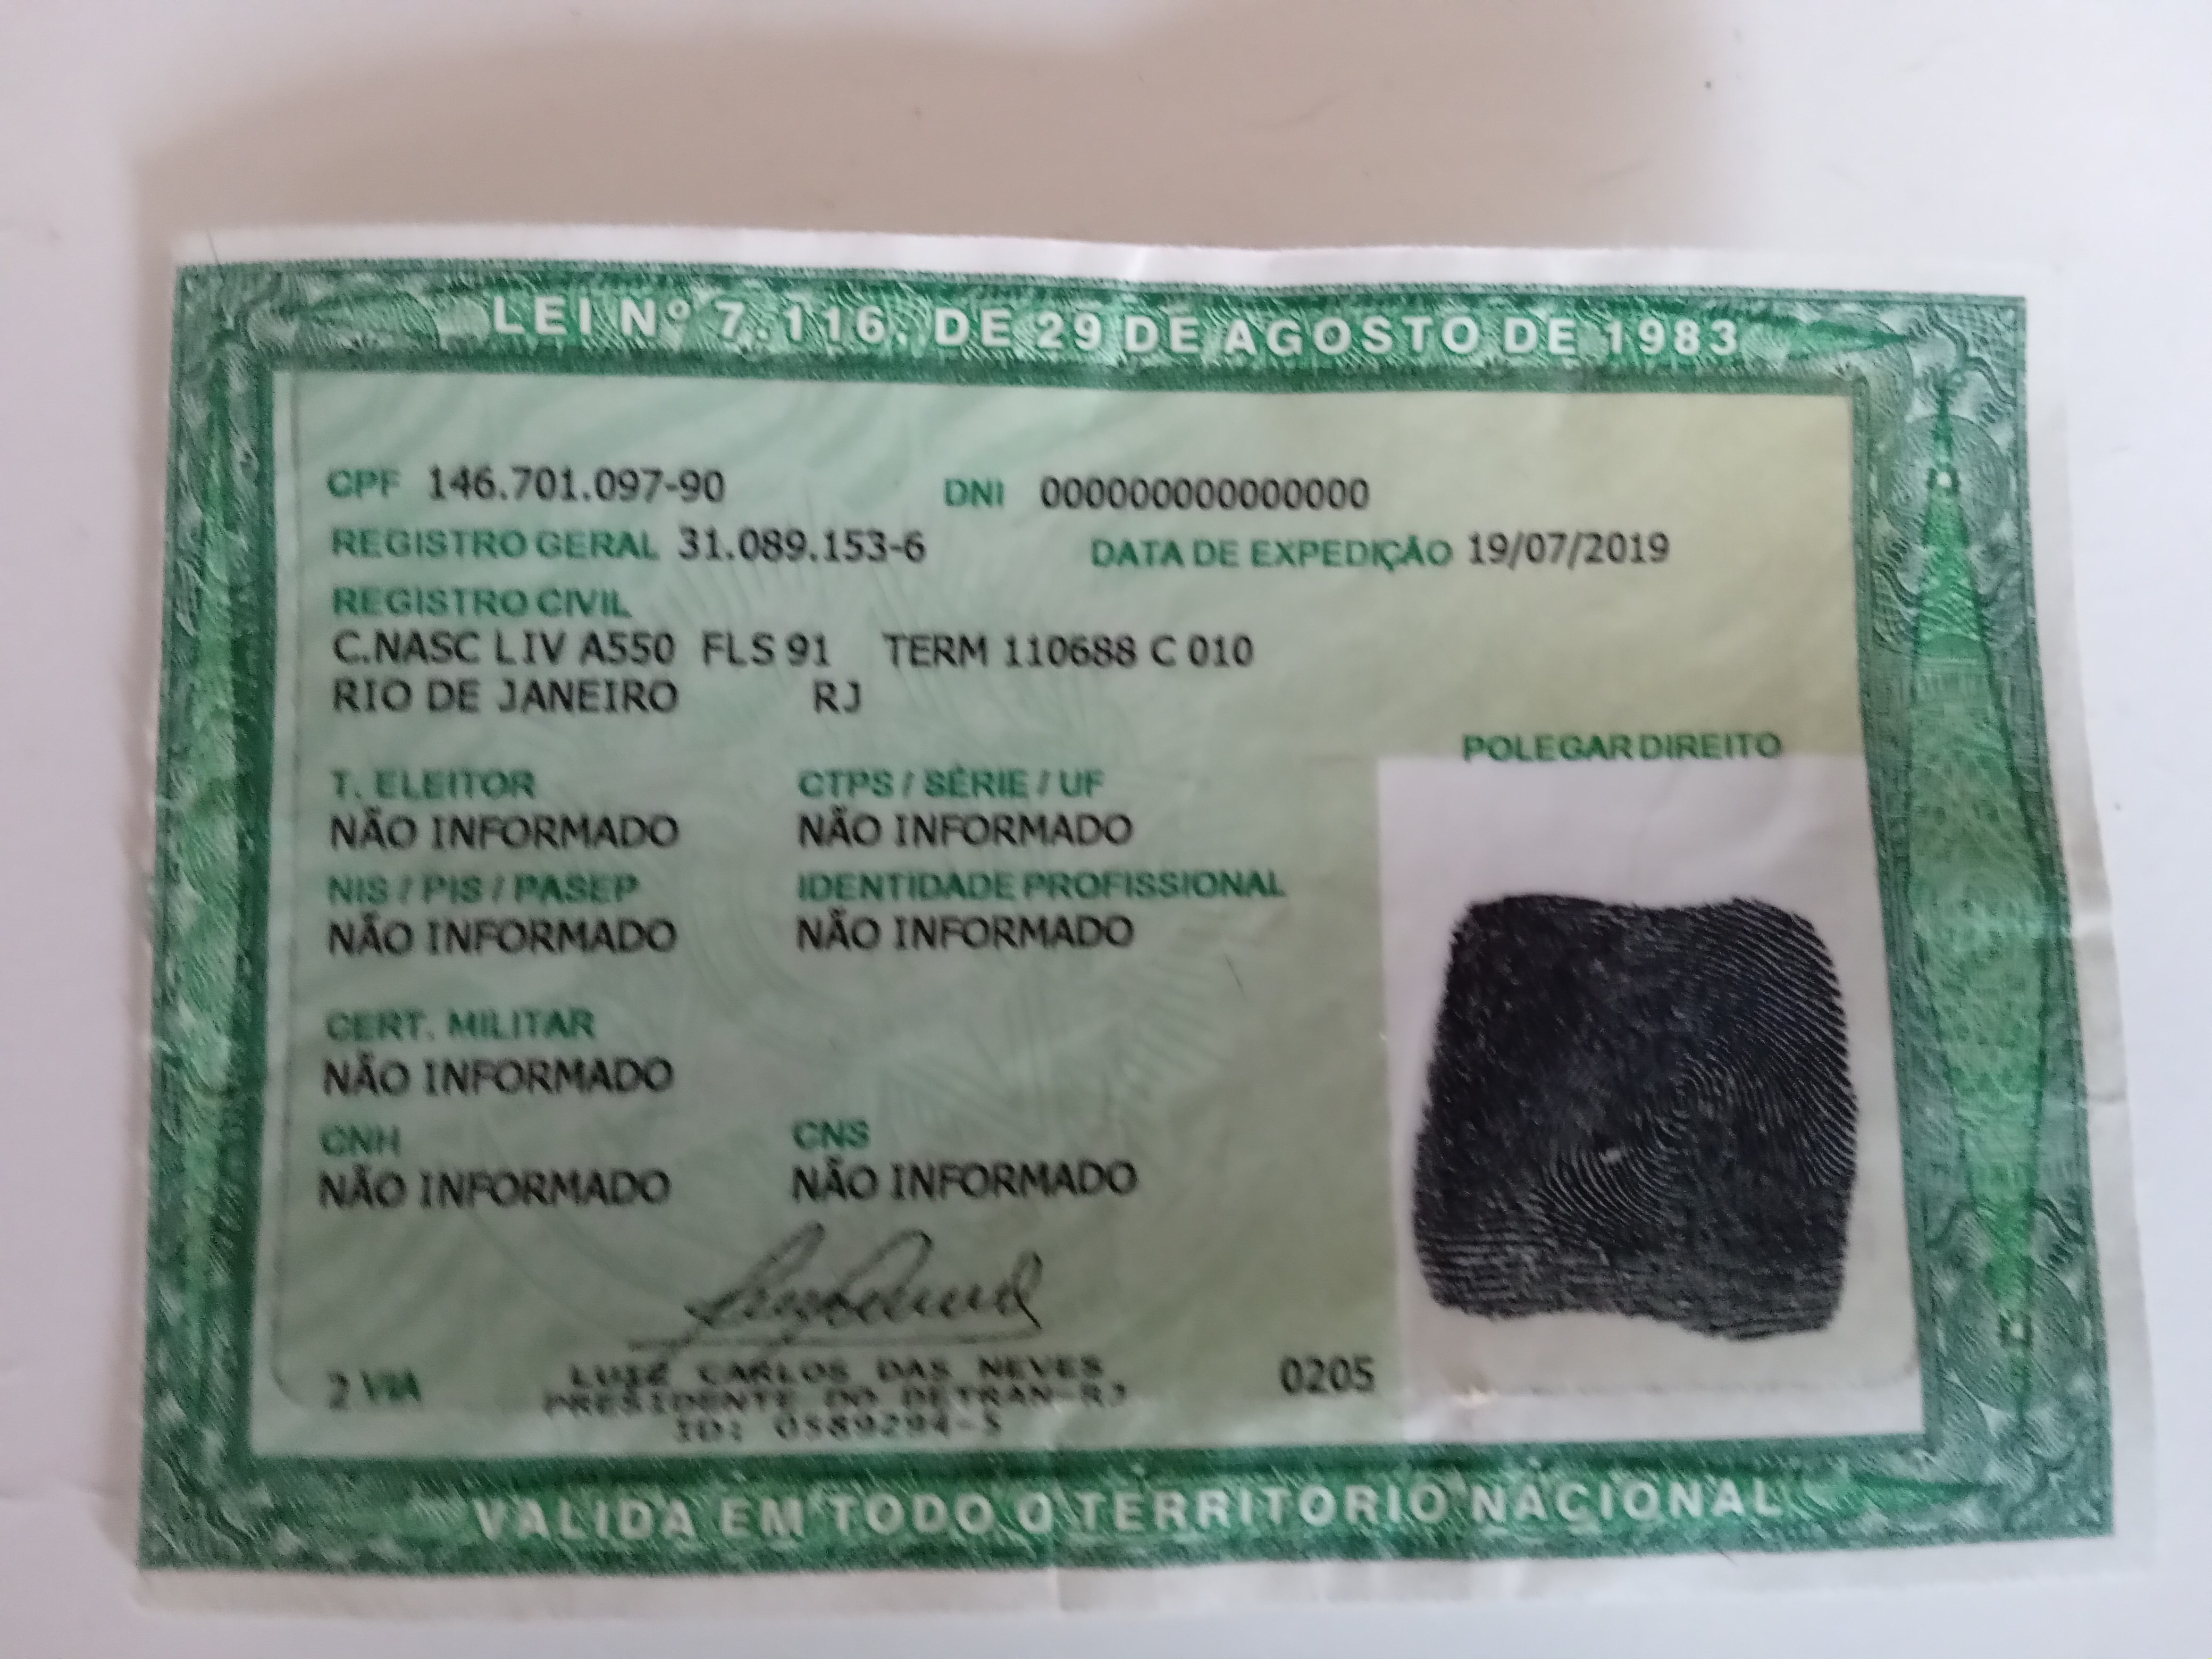 LEI Nº 7.116, DE 29 DE AGOSTO DE 1983
CPF 146.701.097-90 DNI 000000000000000
REGISTRO GERAL 31.089.153-6 DATA DE EXPEDIÇÃO 19/07/2019
REGISTRO CIVIL
C.NASC LIV A550 FLS 91 TERM 110688 C 010
RIO DE JANEIRO RJ
POLEGAR DIREITO
T. ELEITOR CTPS / SÉRIE / UF
NÃO INFORMADO NÃO INFORMADO
NIS / PIS / PASEP IDENTIDADE PROFISSIONAL
NÃO INFORMADO NÃO INFORMADO
CERT. MILITAR
NÃO INFORMADO
CNH CNS
NÃO INFORMADO NÃO INFORMADO
2 VIA LUIZ CARLOS DAS NEVES 0205
PRESIDENTE DO DETRAN-RJ
ID: 0589294-5
VALIDA EM TODO O TERRITORIO NACIONAL